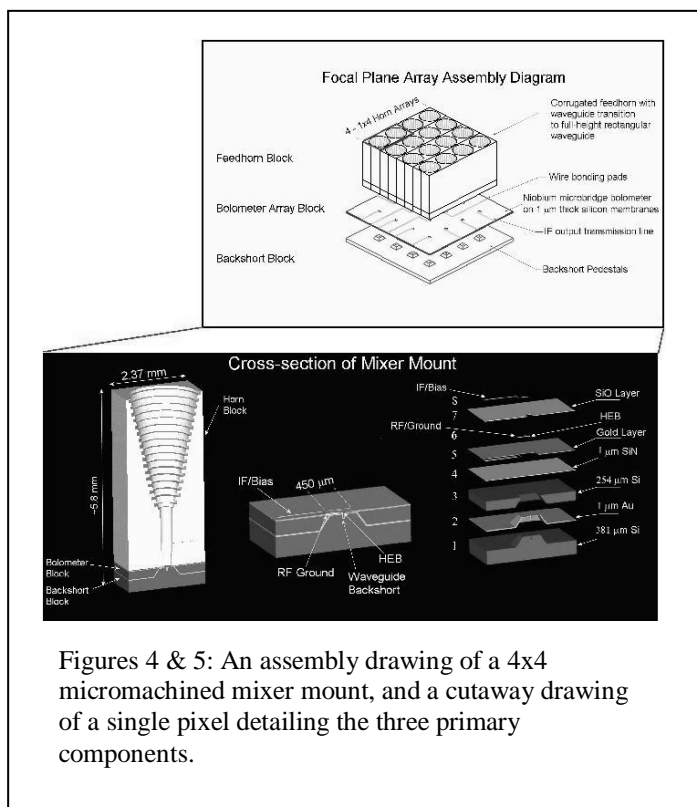 Focal Plane Array Assembly Diagram
4 - 1x4 Horn Arrays
Corrugated feedhorn with
waveguide transition
to full-height rectangular
waveguide
Feedhorn Block
Wire bonding pads
Niobium microbridge bolometer
on 1 µm thick silicon membranes
Bolometer Array Block
IF output transmission line
Backshort Block
Backshort Pedestals
Cross-section of Mixer Mount
2.37 mm
Horn
Block
~5.8 mm
Bolometer
Block
Backshort
Block
450 µm
IF/Bias
HEB
RF Ground
Waveguide
Backshort
IF/Bias
8
SiO Layer
7
RF/Ground
HEB
6
Gold Layer
5
1 µm SiN
4
254 µm Si
3
1 µm Au
2
381 µm Si
1
Figures 4 & 5: An assembly drawing of a 4x4
micromachined mixer mount, and a cutaway drawing
of a single pixel detailing the three primary
components.